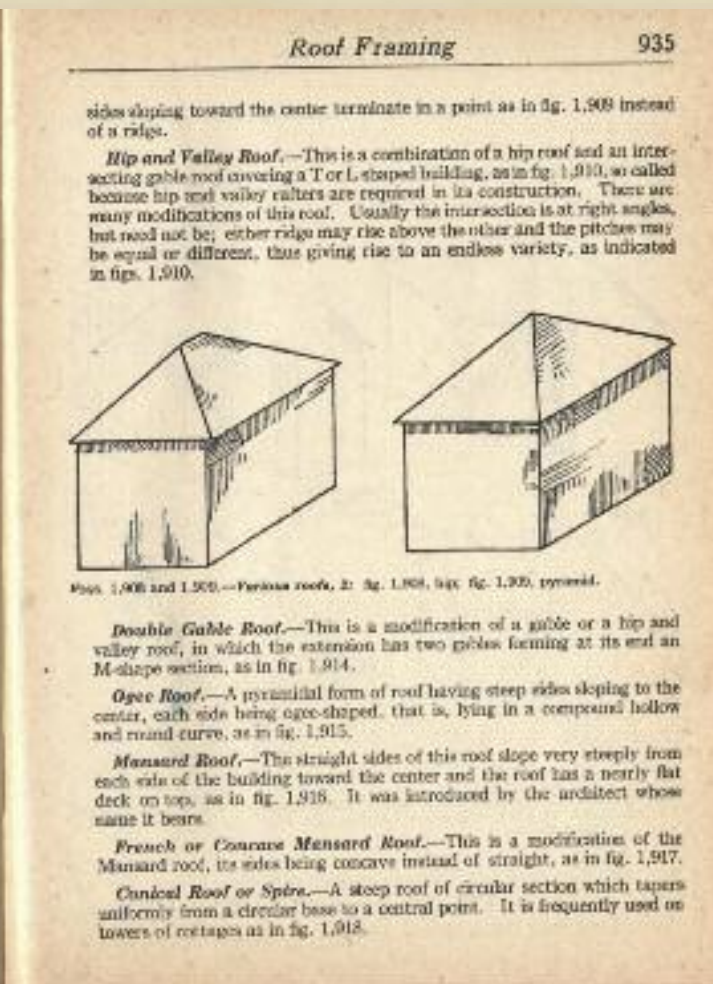 Roof Framing 935
sides sloping toward the center terminate in a point as in fig. 1,909 instead
of a ridge.
Hip and Valley Roof.—This is a combination of a hip roof and an inter-
secting gable roof covering a T or L shaped building, as in fig. 1,910, so called
because hip and valley rafters are required in its construction. There are
many modifications of this roof. Usually the intersection is at right angles,
but need not be; either ridge may rise above the other and the pitches may
be equal or different, thus giving rise to an endless variety, as indicated
in figs. 1,910.
Figs. 1,908 and 1,909.—Various roofs, 2: fig. 1,908, hip; fig. 1,909, pyramid.
Double Gable Roof.—This is a modification of a gable or a hip and
valley roof, in which the extension has two gables forming at its end an
M-shape section, as in fig. 1,914.
Ogee Roof.—A pyramidal form of roof having steep sides sloping to the
center, each side being ogee-shaped, that is, lying in a compound hollow
and round curve, as in fig. 1,915.
Mansard Roof.—The straight sides of this roof slope very steeply from
each side of the building toward the center and the roof has a nearly flat
deck on top, as in fig. 1,916. It was introduced by the architect whose
name it bears.
French or Concave Mansard Roof.—This is a modification of the
Mansard roof, its sides being concave instead of straight, as in fig. 1,917.
Conical Roof or Spire.—A steep roof of circular section which tapers
uniformly from a circular base to a central point. It is frequently used on
towers of cottages as in fig. 1,918.